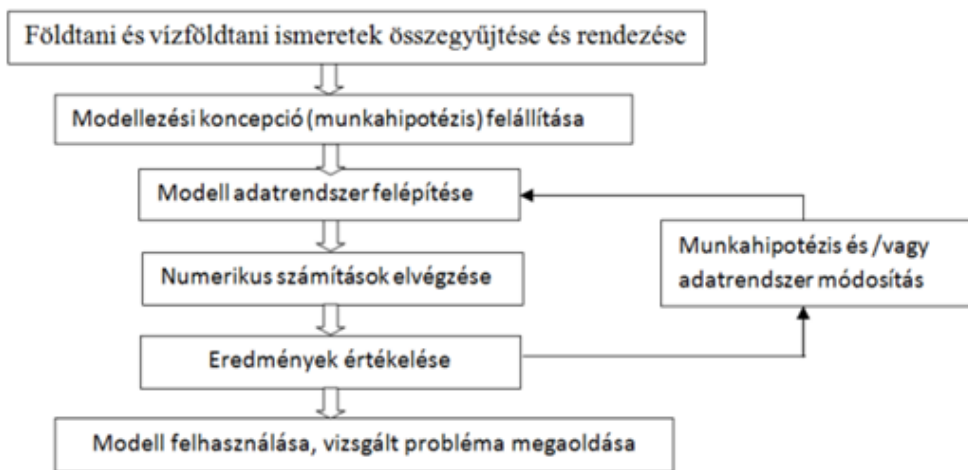 Földtani és vízföldtani ismeretek összegyűjtése és rendezése
Modellezési koncepció (munkahipotézis) felállítása
Modell adatrendszer felépítése
Munkahipotézis és /vagy
adatrendszer módosítás
Numerikus számítások elvégzése
Eredmények értékelése
Modell felhasználása, vizsgált probléma megaoldása